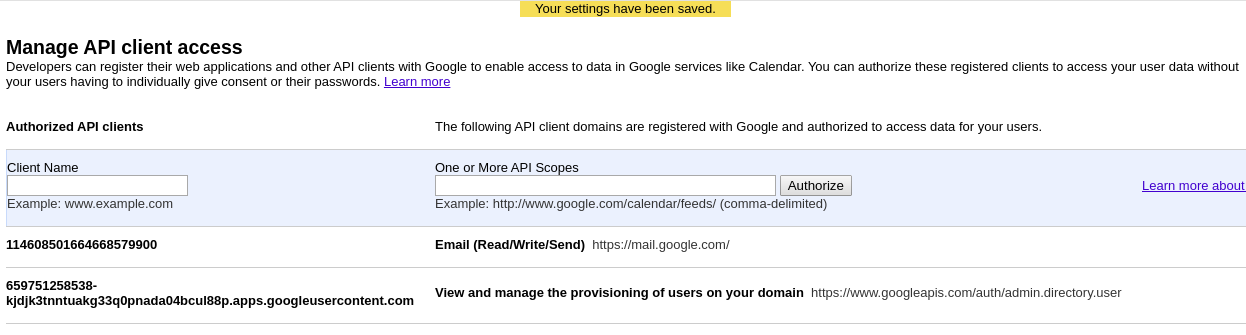 Your settings have been saved.
Manage API client access
Developers can register their web applications and other API clients with Google to enable access to data in Google services like Calendar. You can authorize these registered clients to access your user data without
your users having to individually give consent or their passwords. Learn more
Authorized API clients
The following API client domains are registered with Google and authorized to access data for your users.
Client Name
One or More API Scopes
Authorize
Learn more about
Example: www.example.com
Example: http://www.google.com/calendar/feeds/ (comma-delimited)
114608501664668579900
Email (Read/Write/Send) https://mail.google.com/
659751258538-
kjdjk3tnntuakg33q0pnada04bcul88p.apps.googleusercontent.com
View and manage the provisioning of users on your domain https://www.googleapis.com/auth/admin.directory.user